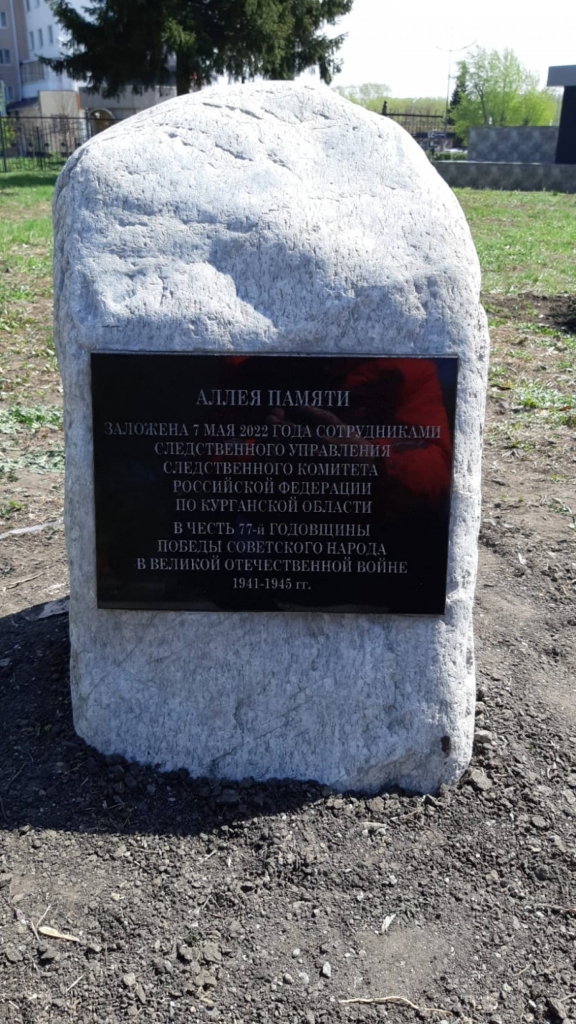 АЛЛЕЯ ПАМЯТИ
ЗАЛОЖЕНА 7 МАЯ 2022 ГОДА СОТРУДНИКАМИ
СЛЕДСТВЕННОГО УПРАВЛЕНИЯ
СЛЕДСТВЕННОГО КОМИТЕТА
РОССИЙСКОЙ ФЕДЕРАЦИИ
ПО КУРГАНСКОЙ ОБЛАСТИ
В ЧЕСТЬ 77-й ГОДОВЩИНЫ
ПОБЕДЫ СОВЕТСКОГО НАРОДА
В ВЕЛИКОЙ ОТЕЧЕСТВЕННОЙ ВОЙНЕ
1941-1945 гг.